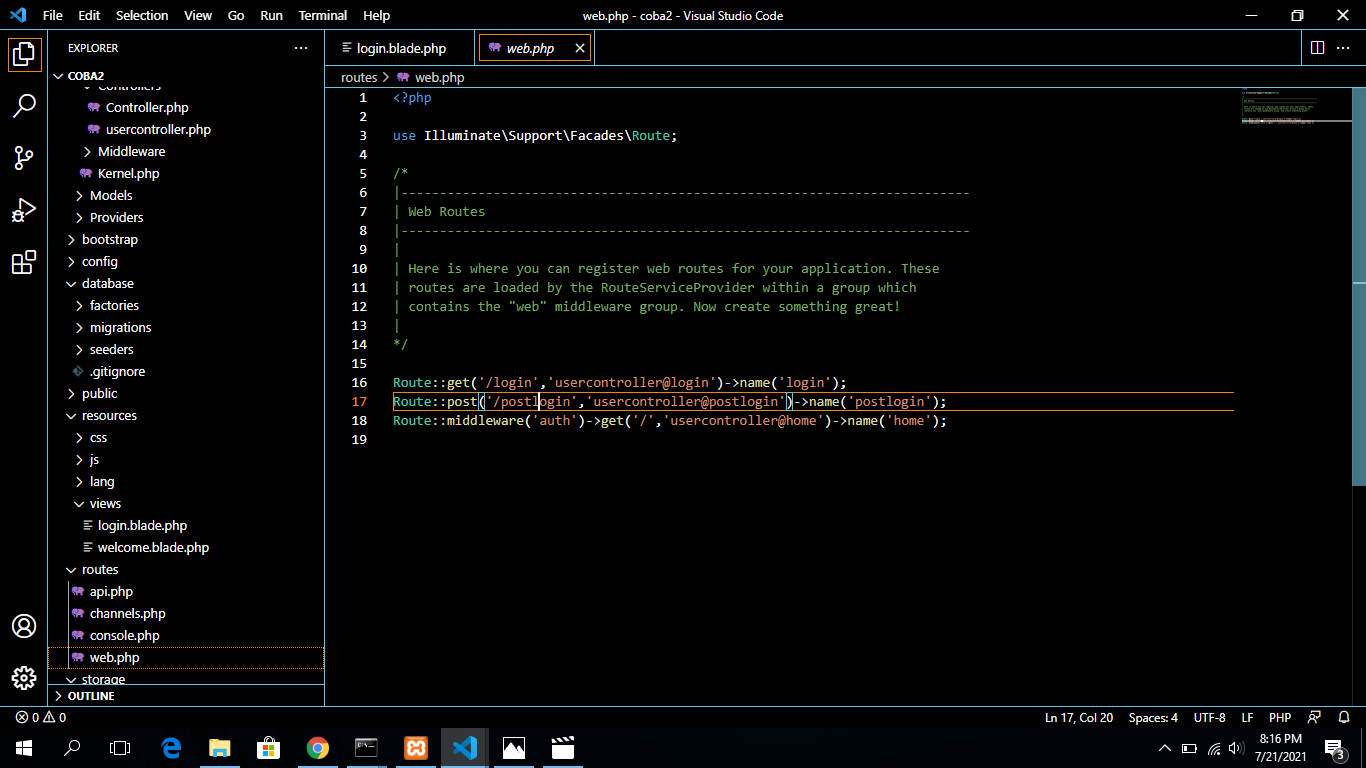 File Edit Selection View Go Run Terminal Help
web.php - coba2 - Visual Studio Code
EXPLORER
COBA2
Controllers
Controller.php
usercontroller.php
Middleware
Kernel.php
Models
Providers
bootstrap
config
database
factories
migrations
seeders
.gitignore
public
resources
css
js
lang
views
login.blade.php
welcome.blade.php
routes
api.php
channels.php
console.php
web.php
storage
OUTLINE
login.blade.php
web.php
routes > web.php
1 <?php
2
3 use Illuminate\Support\Facades\Route;
4
5 /*
6 |--------------------------------------------------------------------------
7 | Web Routes
8 |--------------------------------------------------------------------------
9 |
10 | Here is where you can register web routes for your application. These
11 | routes are loaded by the RouteServiceProvider within a group which
12 | contains the "web" middleware group. Now create something great!
13 |
14 */
15
16 Route::get('/login','usercontroller@login')->name('login');
17 Route::post('/postlogin','usercontroller@postlogin')->name('postlogin');
18 Route::middleware('auth')->get('/','usercontroller@home')->name('home');
19
0 0
Ln 17, Col 20 Spaces: 4 UTF-8 LF PHP
8:16 PM
7/21/2021
3